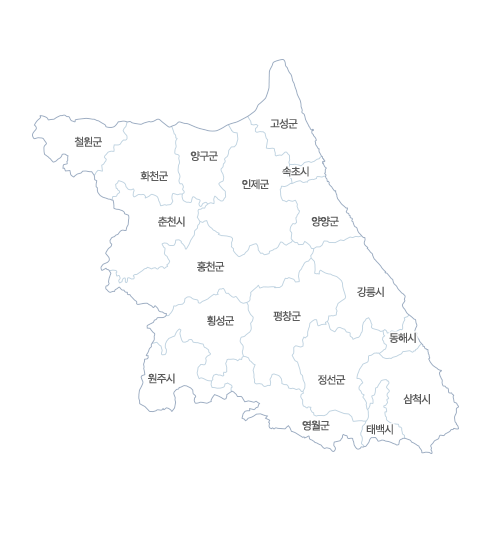 고성군
철원군
양구군
화천군
속초시
인제군
춘천시
양양군
홍천군
강릉시
평창군
횡성군
동해시
원주시
정선군
삼척시
영월군
태백시